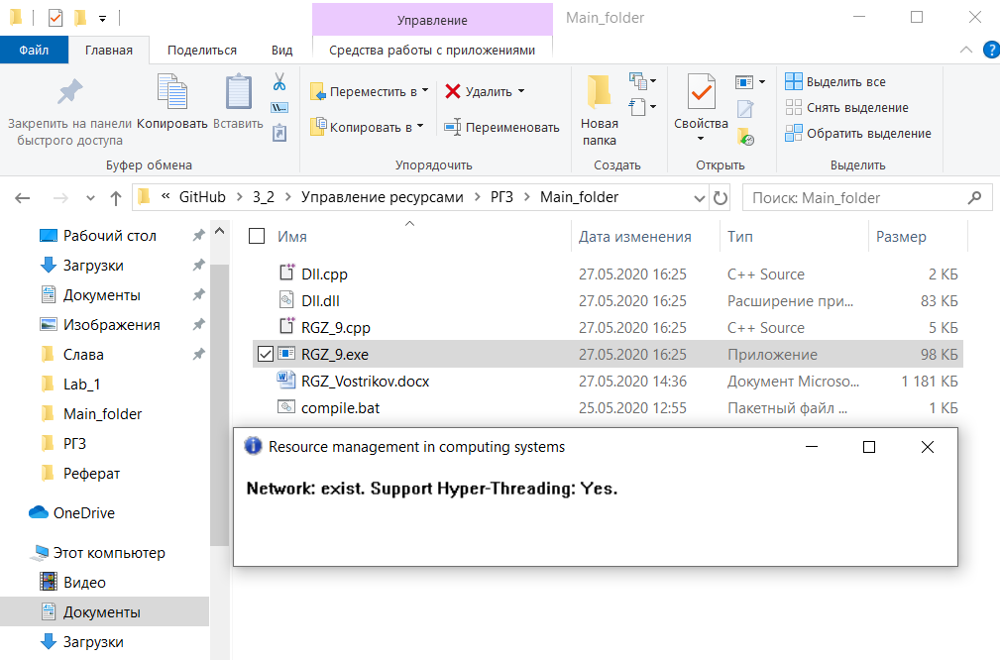 Управление
Main_folder
Файл
Главная
Поделиться
Вид
Средства работы с приложениями
Закрепить на панели
быстрого доступа
Копировать
Вставить
W...
Буфер обмена
Переместить в
Удалить
Копировать в
Переименовать
Упорядочить
Новая
папка
Создать
Свойства
Открыть
Выделить все
Снять выделение
Обратить выделение
Выделить
« GitHub > 3_2 > Управление ресурсами > РГЗ > Main_folder
Поиск: Main_folder
Рабочий стол
Загрузки
Документы
Изображения
Слава
Lab_1
Main_folder
РГЗ
Реферат
OneDrive
Этот компьютер
Видео
Документы
Загрузки
Имя Дата изменения Тип Размер
Dll.cpp 27.05.2020 16:25 C++ Source 2 КБ
Dll.dll 27.05.2020 16:25 Расширение при... 83 КБ
RGZ_9.cpp 27.05.2020 16:25 C++ Source 5 КБ
RGZ_9.exe 27.05.2020 16:25 Приложение 98 КБ
RGZ_Vostrikov.docx 27.05.2020 14:36 Документ Microso... 1 181 КБ
compile.bat 25.05.2020 12:55 Пакетный файл ... 1 КБ
Resource management in computing systems
Network: exist. Support Hyper-Threading: Yes.